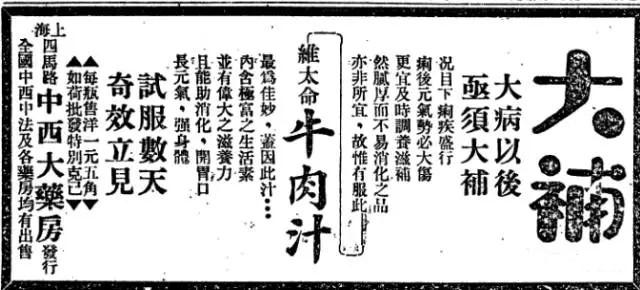 大補
大病以後
亟須大補
況目下痢疾盛行
痢後元氣勢必大傷
更宜及時調養滋補
然膩厚而不易消化之品
亦非所宜，故惟有服此
維太命
牛肉汁
最爲佳妙，蓋因此汁⋯
內含極富之生活素
並有偉大之滋養力
且能助消化，開胃口
長元氣，强身體
試服數天
奇效立見
▲▲每瓶售洋一元五角▲▲
▲▲如荷批發特別克己▲▲
上海四馬路中西大藥房發行
全國中西中法及各藥房均有出售